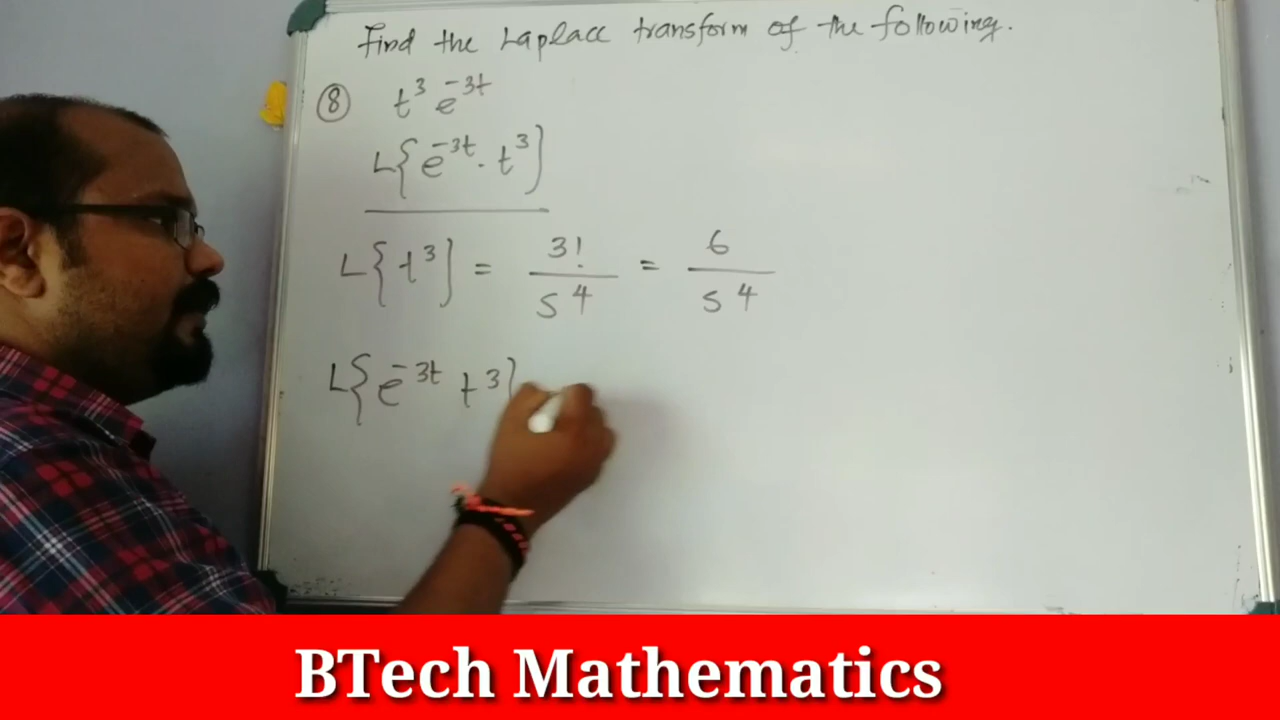 Find the Laplace transform of the following.
⑧ t³ e⁻³ᵗ
L{e⁻³ᵗ · t³}
L{t³} = 3!/s⁴ = 6/s⁴
L{e⁻³ᵗ t³}
BTech Mathematics